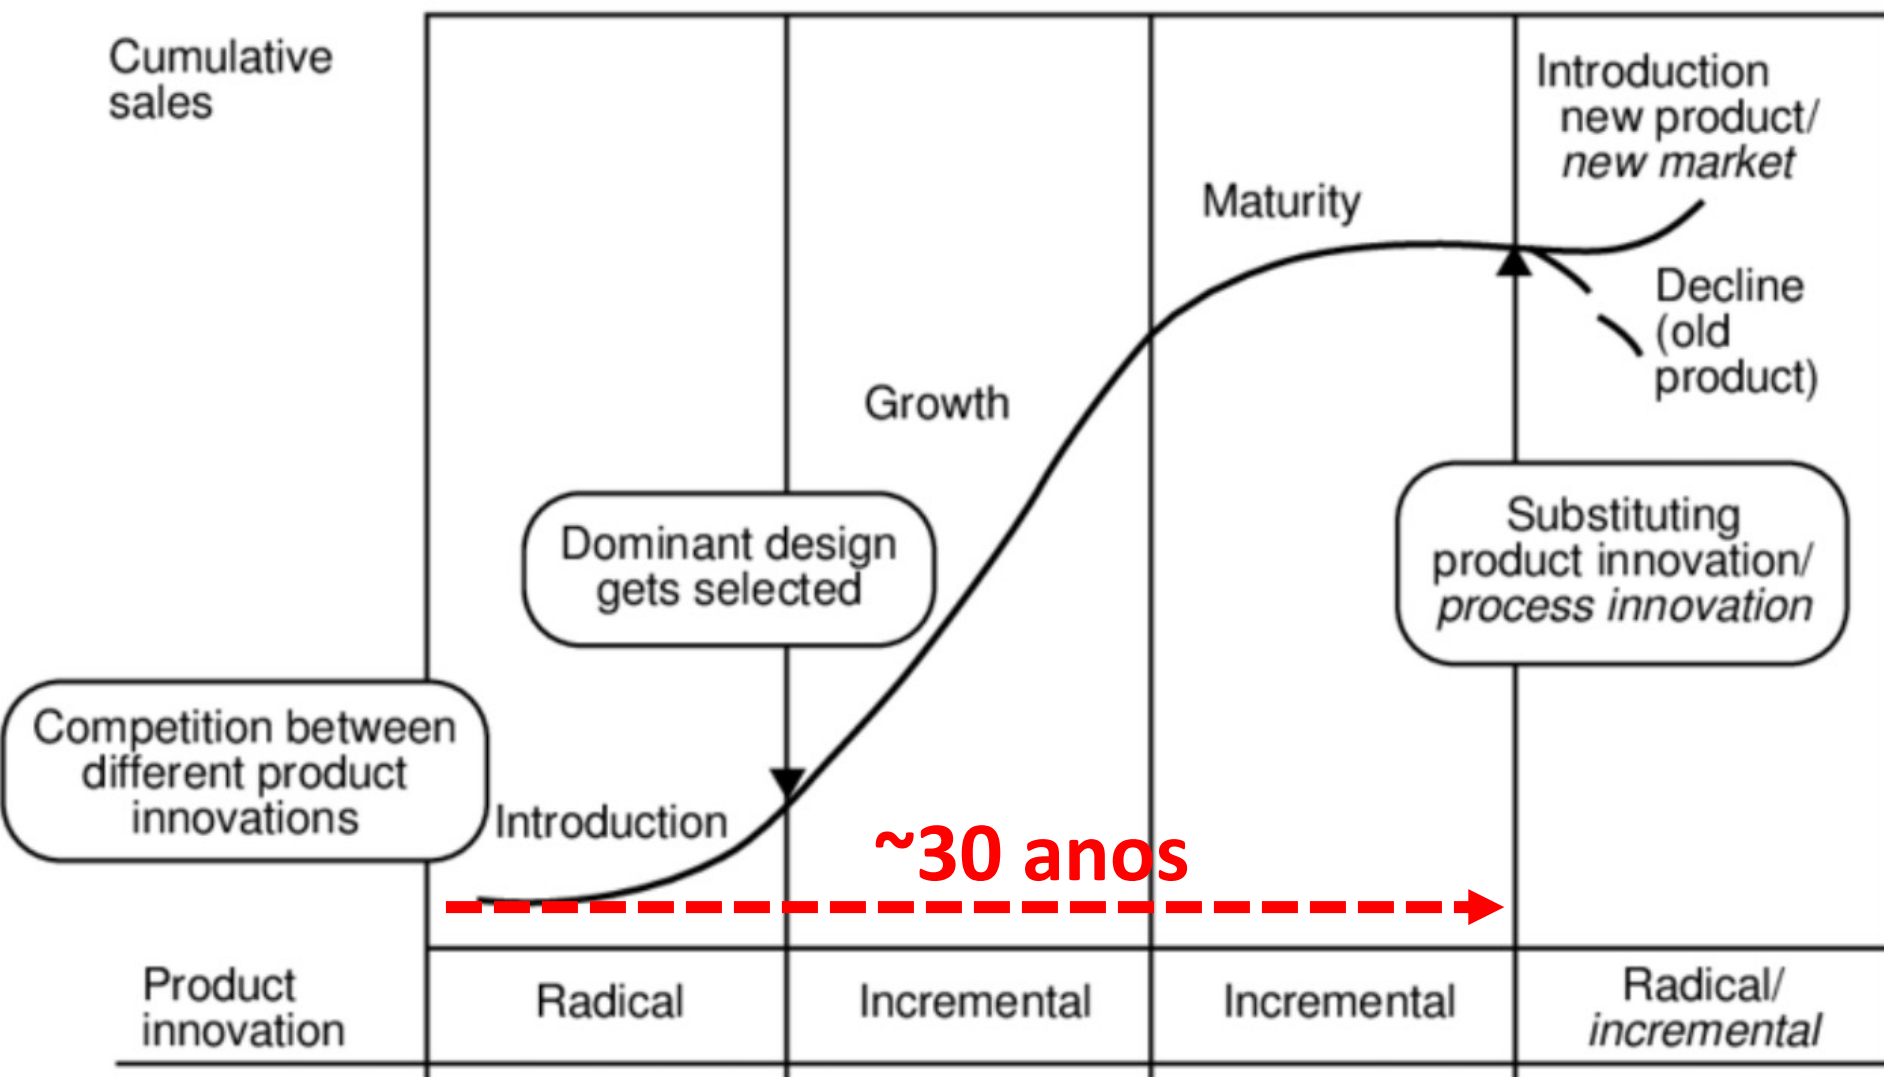 Cumulative
sales
Introduction
new product/
new market
Maturity
Decline
(old
product)
Growth
Dominant design
gets selected
Substituting
product innovation/
process innovation
Competition between
different product
innovations
Introduction
~30 anos
Product
innovation
Radical
Incremental
Incremental
Radical/
incremental